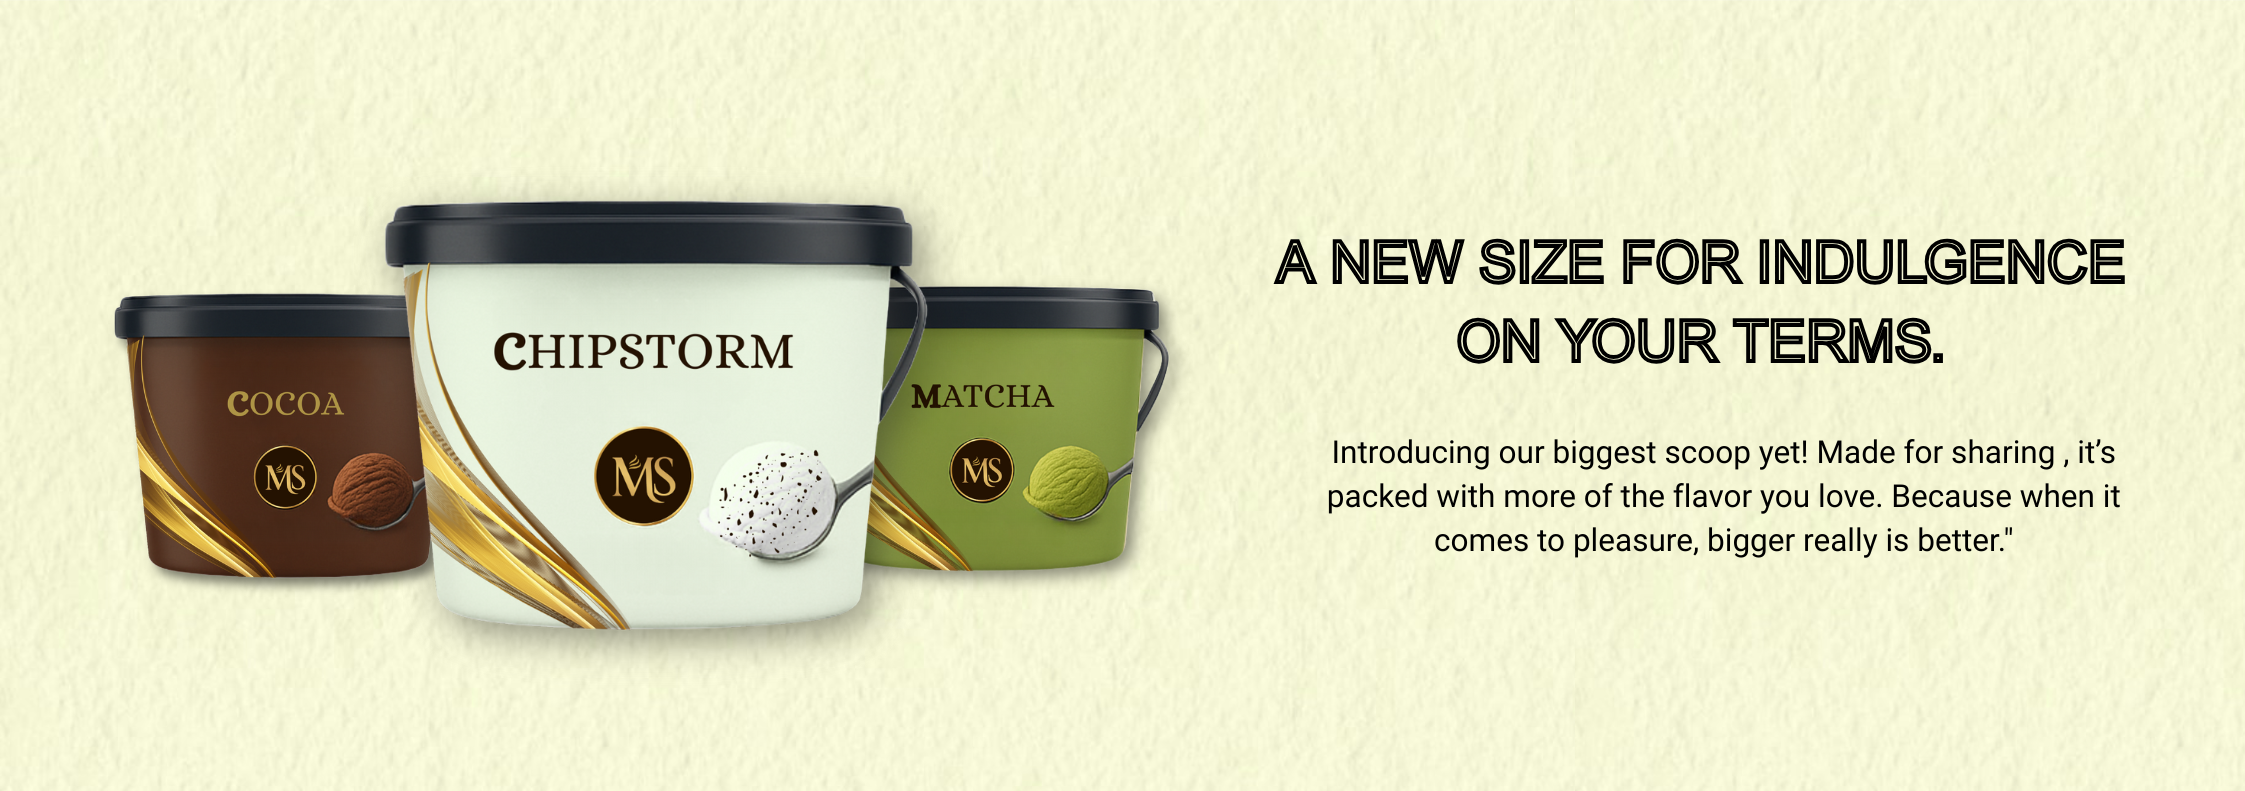 COCOA
MS
CHIPSTORM
MS
MATCHA
MS
A NEW SIZE FOR INDULGENCE
ON YOUR TERMS.
Introducing our biggest scoop yet! Made for sharing , it’s
packed with more of the flavor you love. Because when it
comes to pleasure, bigger really is better."